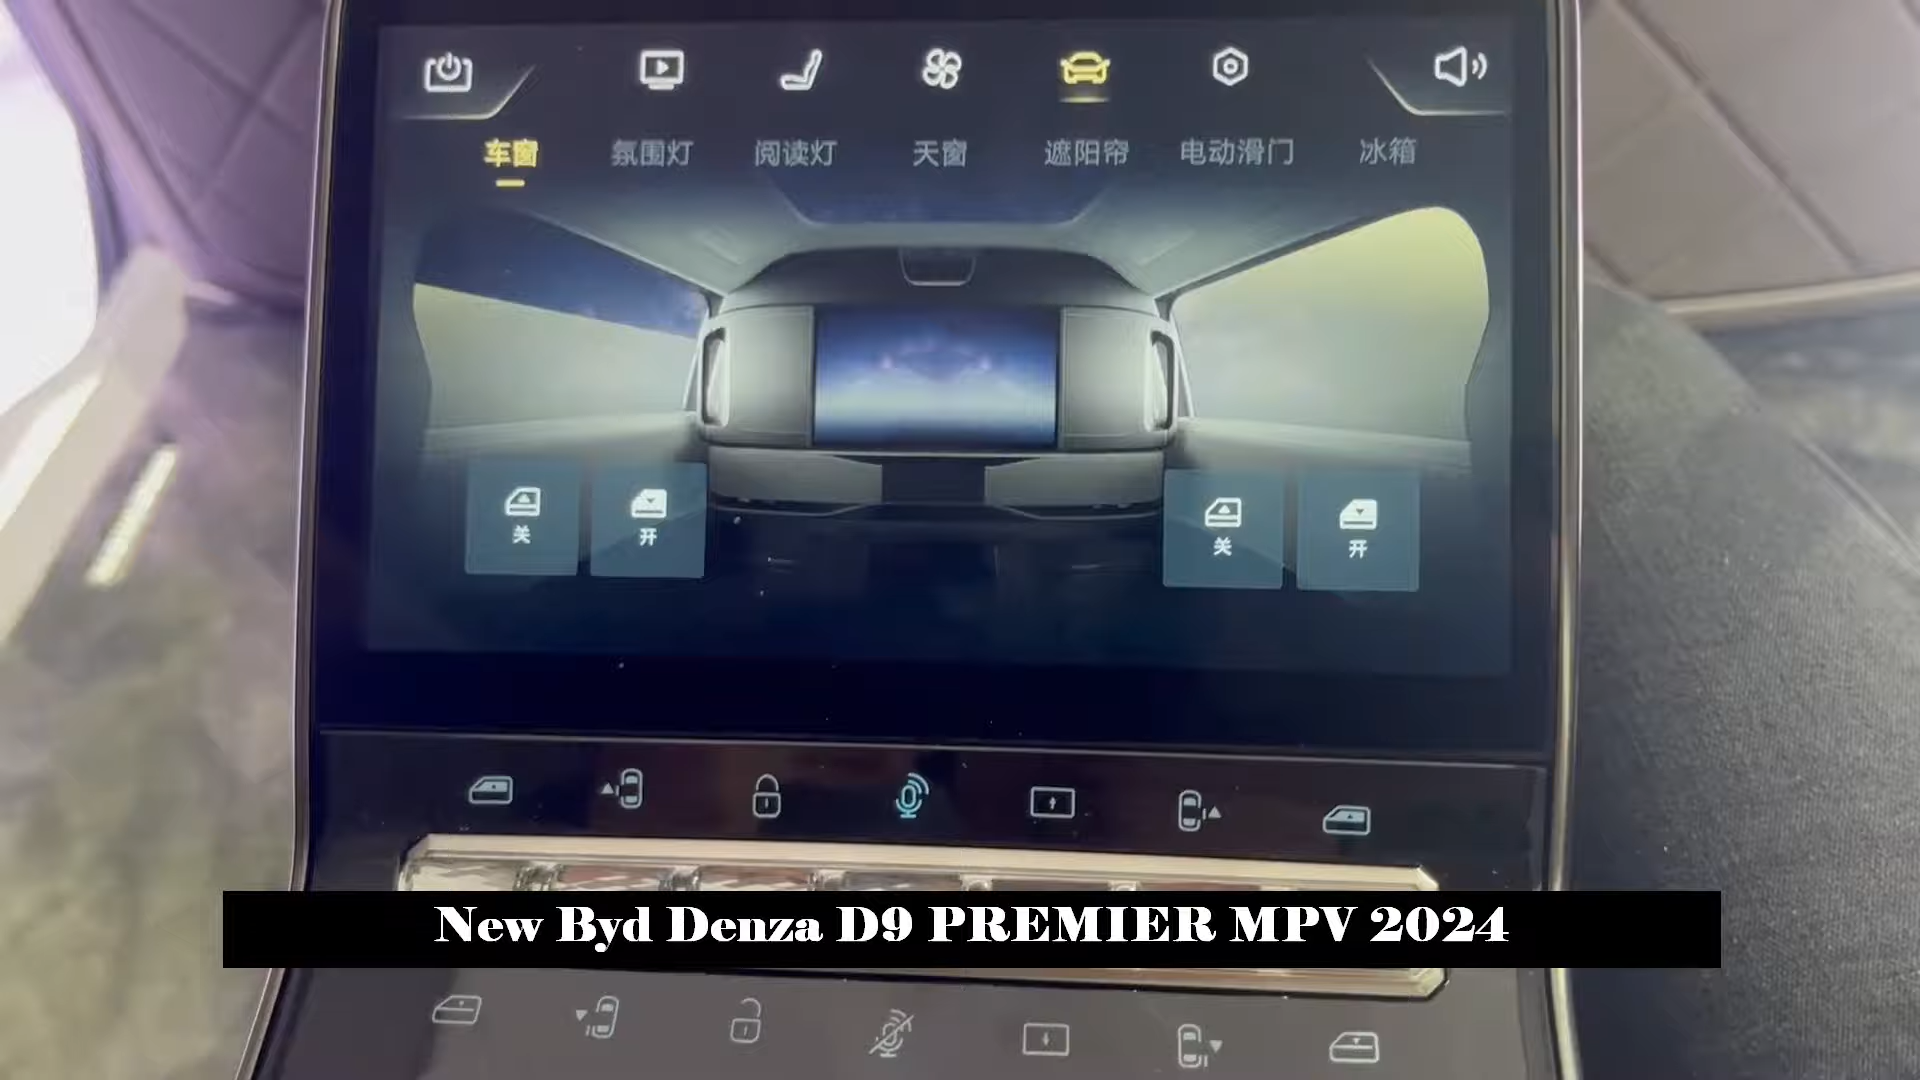 车窗 氛围灯 阅读灯 天窗 遮阳帘 电动滑门 冰箱
关 开 关 开
New Byd Denza D9 PREMIER MPV 2024